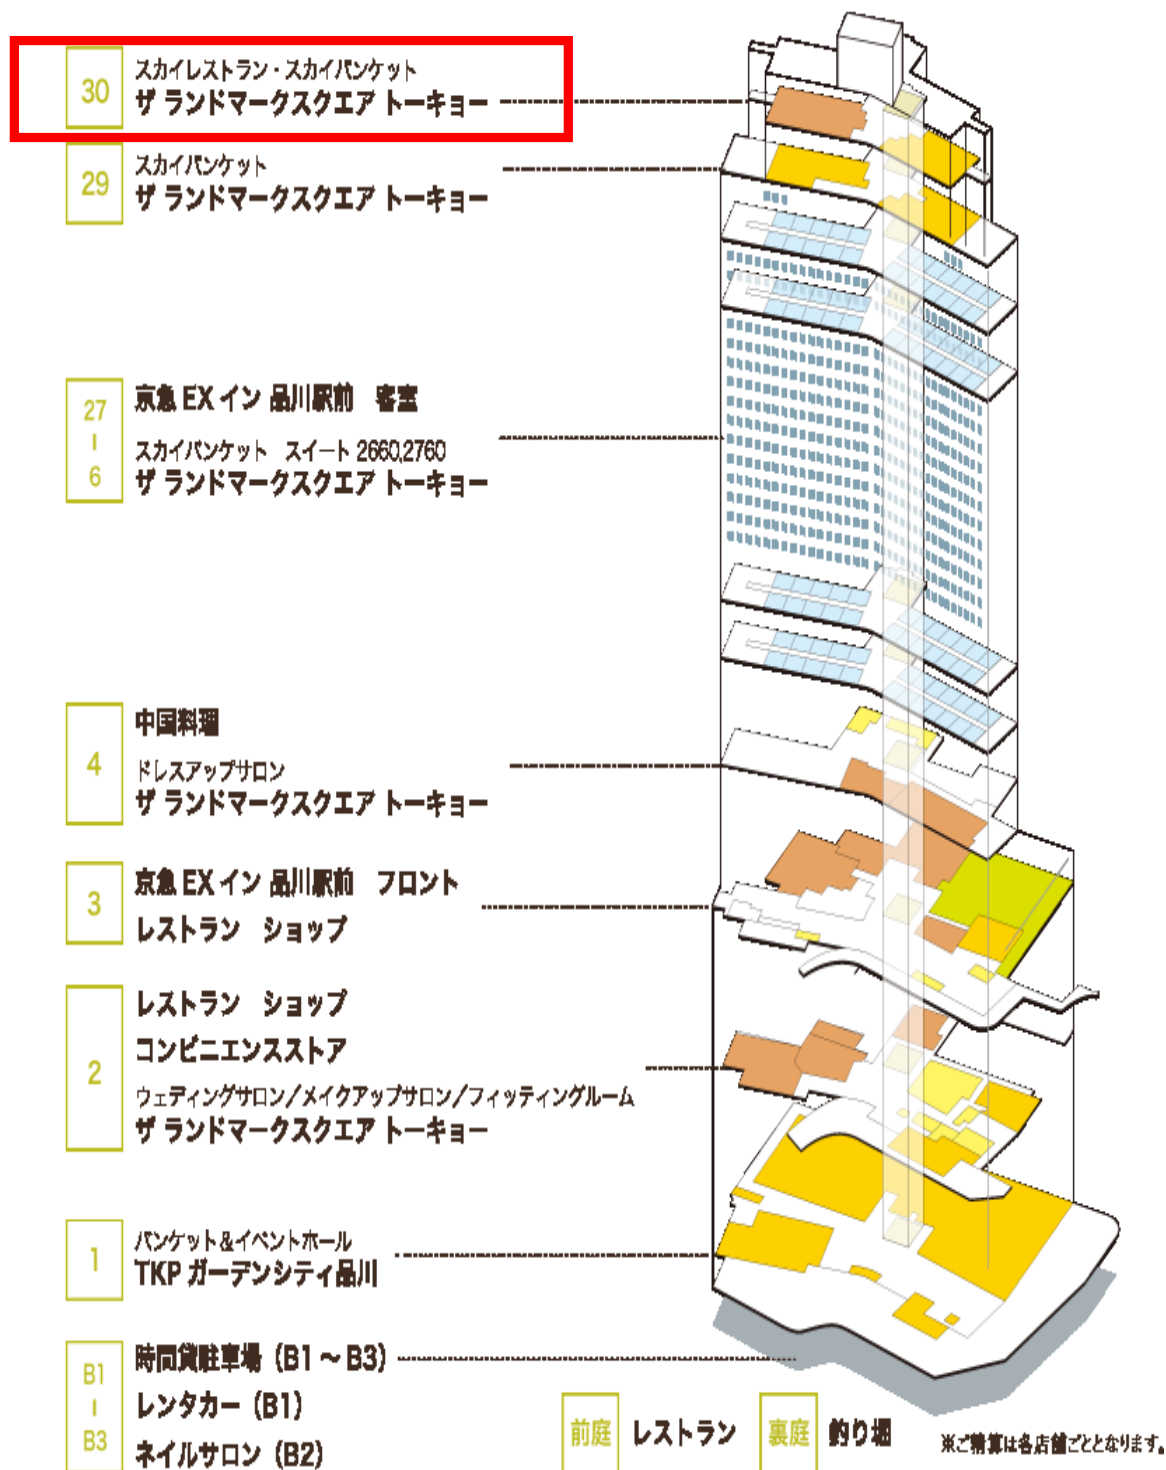 30
スカイレストラン・スカイバンケット
ザ ランドマークスクエア トーキョー
29
スカイバンケット
ザ ランドマークスクエア トーキョー
27
|
6
京急 EX イン 品川駅前　客室
スカイバンケット　スイート 2660,2760
ザ ランドマークスクエア トーキョー
4
中国料理
ドレスアップサロン
ザ ランドマークスクエア トーキョー
3
京急 EX イン 品川駅前　フロント
レストラン　ショップ
2
レストラン　ショップ
コンビニエンスストア
ウェディングサロン／メイクアップサロン／フィッティングルーム
ザ ランドマークスクエア トーキョー
1
バンケット＆イベントホール
TKP ガーデンシティ品川
B1
|
B3
時間貸駐車場（B1 ～ B3）
レンタカー（B1）
ネイルサロン（B2）
前庭 レストラン
裏庭 釣り堀
※ご精算は各店舗ごととなります。